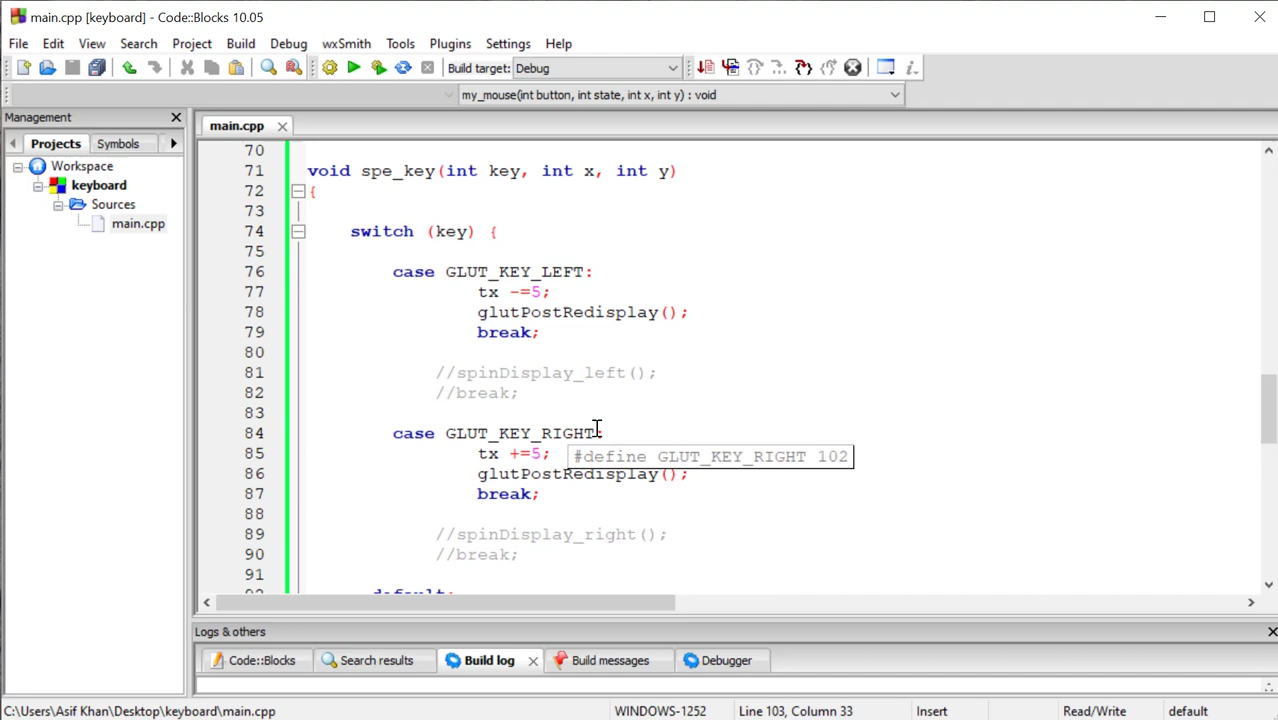 main.cpp [keyboard] - Code::Blocks 10.05
File Edit View Search Project Build Debug wxSmith Tools Plugins Settings Help
Build target: Debug
my_mouse(int button, int state, int x, int y) : void
Management
main.cpp
Projects Symbols
Workspace
keyboard
Sources
main.cpp
70
71 void spe_key(int key, int x, int y)
72 {
73
74 switch (key) {
75
76 case GLUT_KEY_LEFT:
77 tx -=5;
78 glutPostRedisplay();
79 break;
80
81 //spinDisplay_left();
82 //break;
83
84 case GLUT_KEY_RIGHT:
85 tx +=5;
#define GLUT_KEY_RIGHT 102
86 glutPostRedisplay();
87 break;
88
89 //spinDisplay_right();
90 //break;
91
92 default:
Logs & others
Code::Blocks Search results Build log Build messages Debugger
C:\Users\Asif Khan\Desktop\keyboard\main.cpp WINDOWS-1252 Line 103, Column 33 Insert Read/Write default